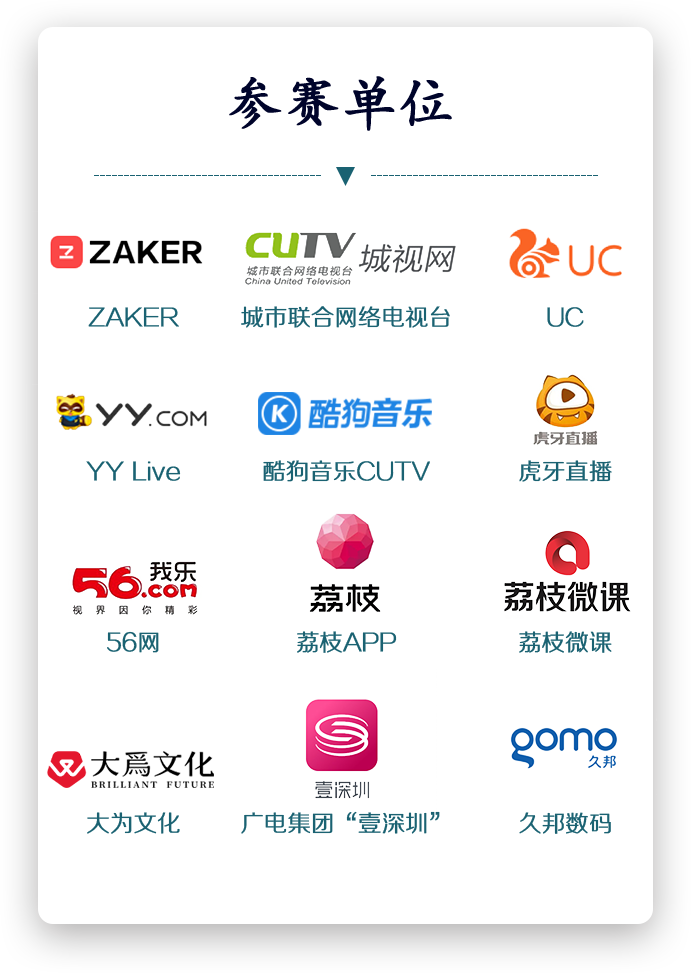 参赛单位
Z ZAKER
CUTV 城视网
城市联合网络电视台
China United Television
UC
ZAKER
城市联合网络电视台
UC
YY.COM
K 酷狗音乐
虎牙直播
YY Live
酷狗音乐CUTV
虎牙直播
56.com 我乐
视界因你精彩
荔枝
荔枝微课
56网
荔枝APP
荔枝微课
大爲文化
BRILLIANT FUTURE
壹深圳
gomo
久邦
大为文化
广电集团“壹深圳”
久邦数码